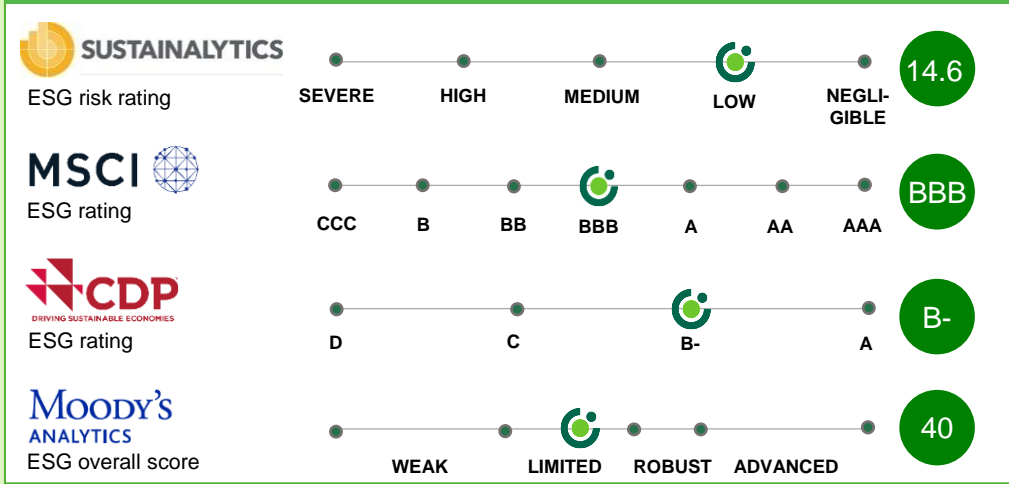 SUSTAINALYTICS
ESG risk rating
SEVERE HIGH MEDIUM LOW NEGLI-
GIBLE
14.6
MSCI
ESG rating
CCC B BB BBB A AA AAA
BBB
CDP
DRIVING SUSTAINABLE ECONOMIES
ESG rating
D C B- A
B-
MOODY'S
ANALYTICS
ESG overall score
WEAK LIMITED ROBUST ADVANCED
40